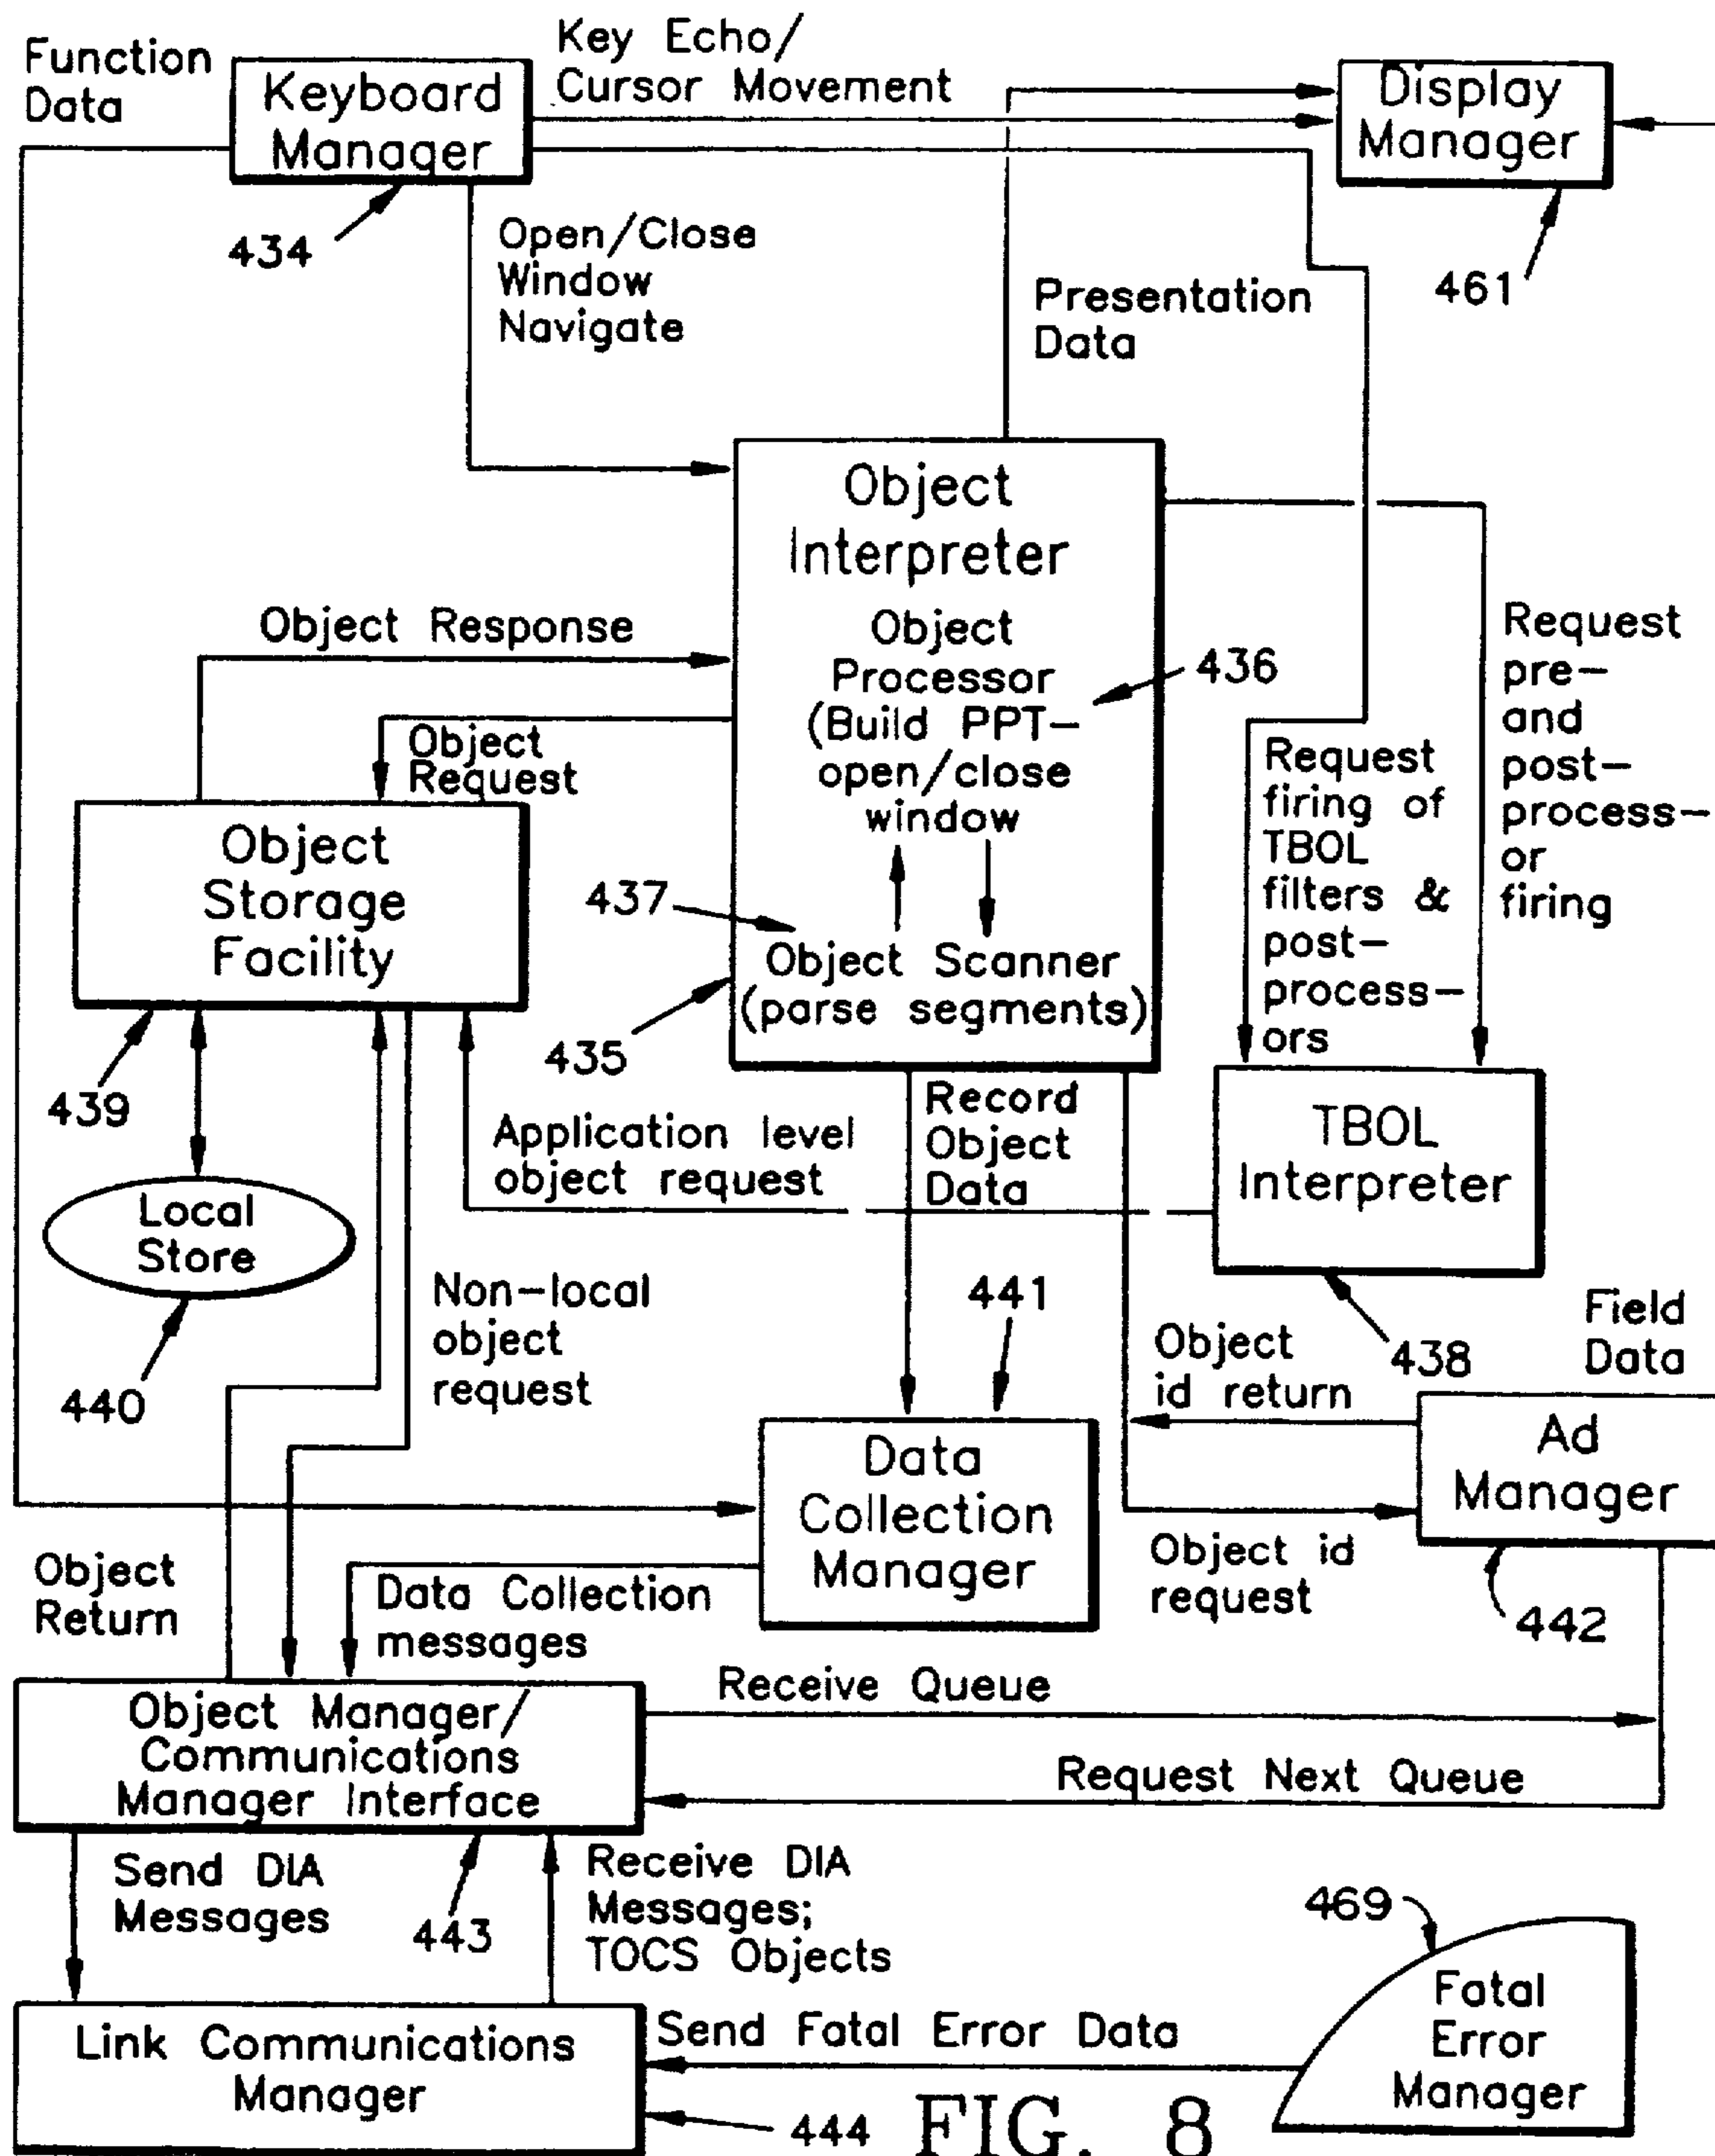 Function
Data
Keyboard
Manager
434
Key Echo/
Cursor Movement
Display
Manager
461
Open/Close
Window
Navigate
Presentation
Data
Object
Interpreter
Object
Processor
(Build PPT-
open/close
window
436
437
Object Scanner
(parse segments)
435
Object Response
Object
Request
Object
Storage
Facility
439
Request
firing of
TBOL
filters &
post-
process-
ors
Request
pre-
and
post-
process-
or
firing
TBOL
Interpreter
438
Application level
object request
Record
Object
Data
Local
Store
440
Non-local
object
request
441
Object
id return
Field
Data
Ad
Manager
442
Data
Collection
Manager
Object id
request
Object
Return
Data Collection
messages
Receive Queue
Object Manager/
Communications
Manager Interface
Request Next Queue
Send DIA
Messages
443
Receive DIA
Messages;
TOCS Objects
469
Fatal
Error
Manager
Link Communications
Manager
Send Fatal Error Data
444
FIG. 8